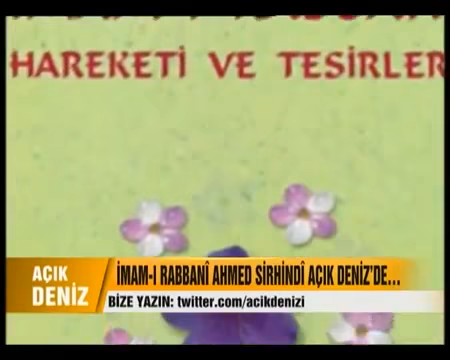 HAREKETİ VE TESİRLER
AÇIK DENİZ
İMAM-I RABBANÎ AHMED SİRHİNDÎ AÇIK DENİZ'DE...
BİZE YAZIN: twitter.com/acikdenizi